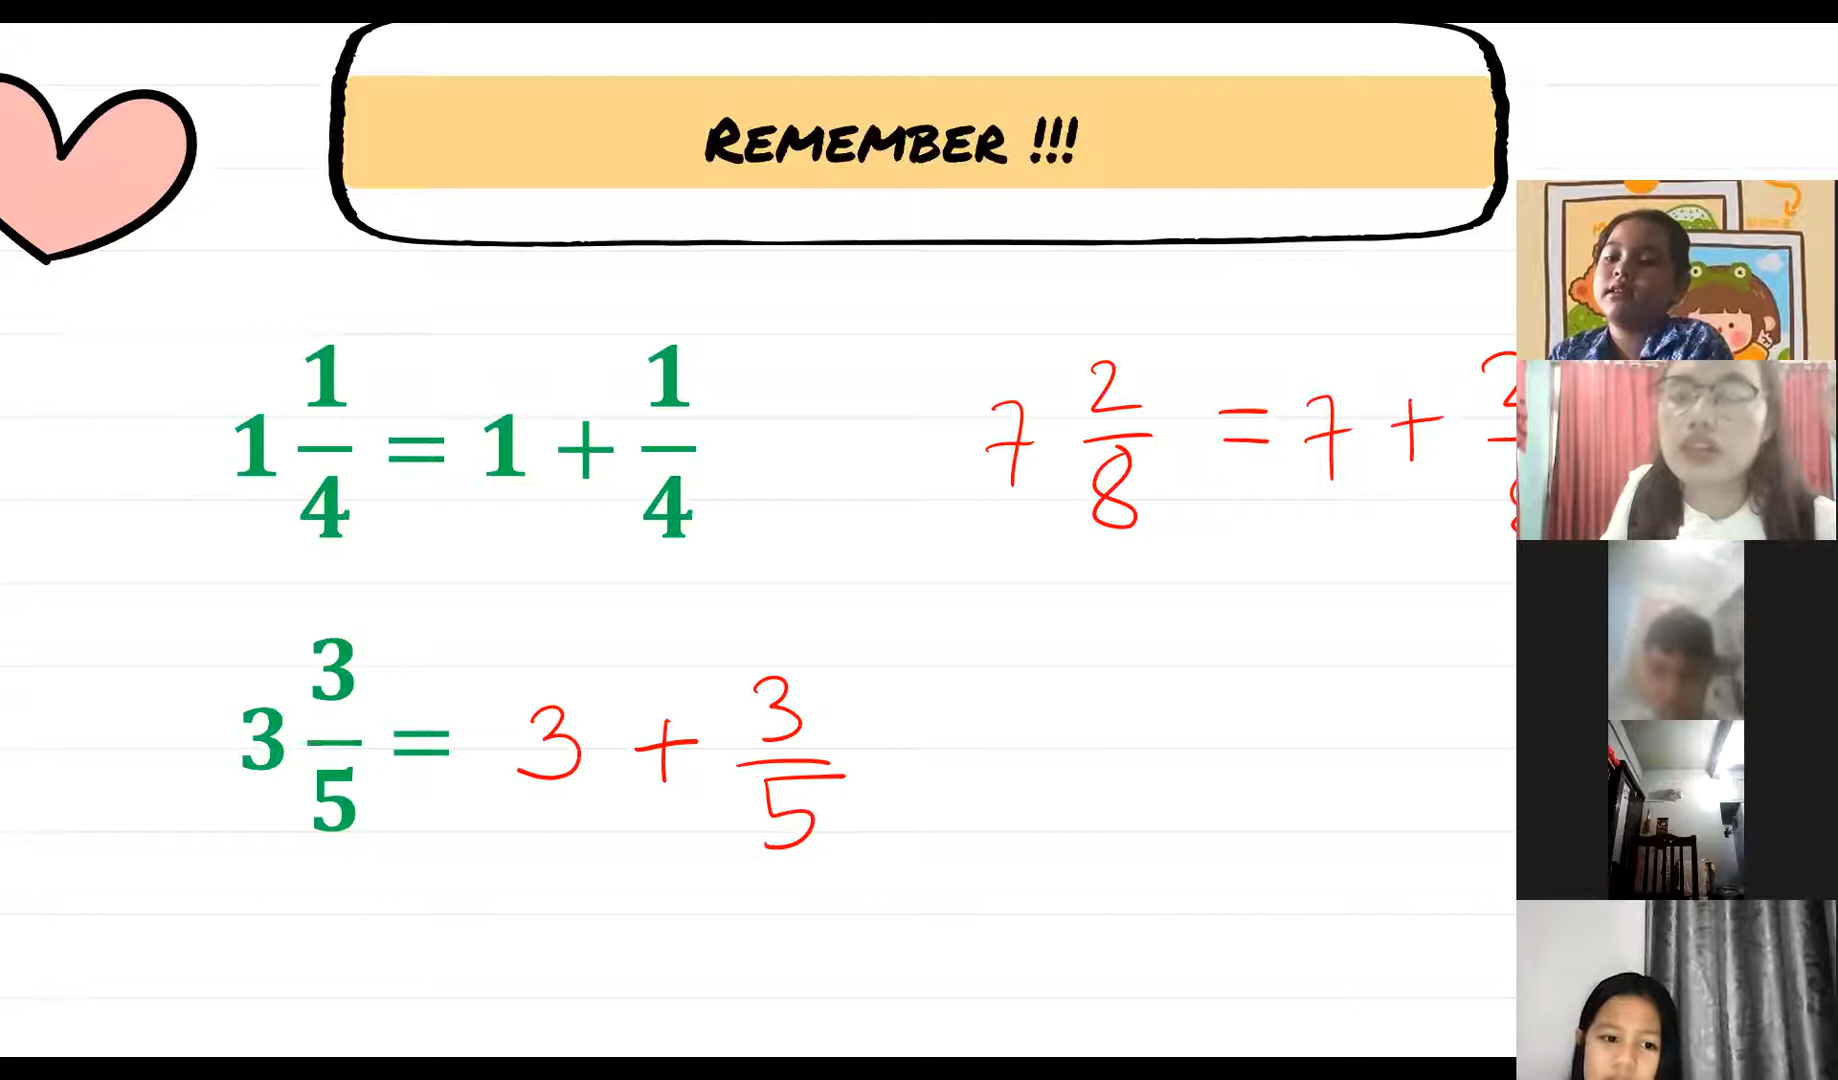 REMEMBER !!!
1 1/4 = 1 + 1/4
7 2/8 = 7 +
3 3/5 = 3 + 3/5